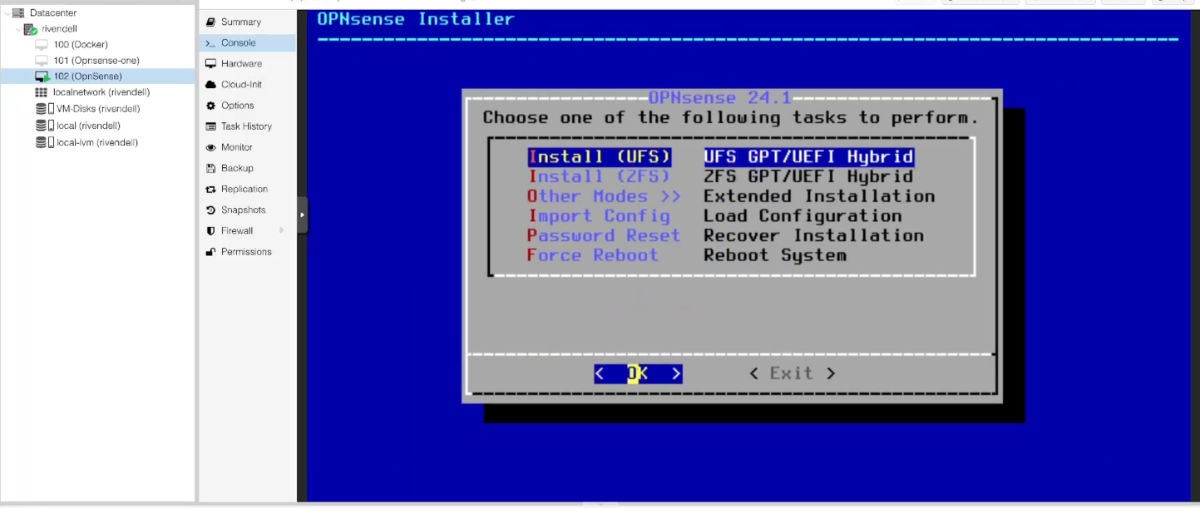 Datacenter
rivendell
100 (Docker)
101 (Opnsense-one)
102 (OpnSense)
localnetwork (rivendell)
VM-Disks (rivendell)
local (rivendell)
local-lvm (rivendell)
Summary
>_ Console
Hardware
Cloud-Init
Options
Task History
Monitor
Backup
Replication
Snapshots
Firewall
Permissions
OPNsense Installer
OPNsense 24.1
Choose one of the following tasks to perform.
Install (UFS) UFS GPT/UEFI Hybrid
Install (ZFS) ZFS GPT/UEFI Hybrid
Other Modes >> Extended Installation
Import Config Load Configuration
Password Reset Recover Installation
Force Reboot Reboot System
< OK > < Exit >